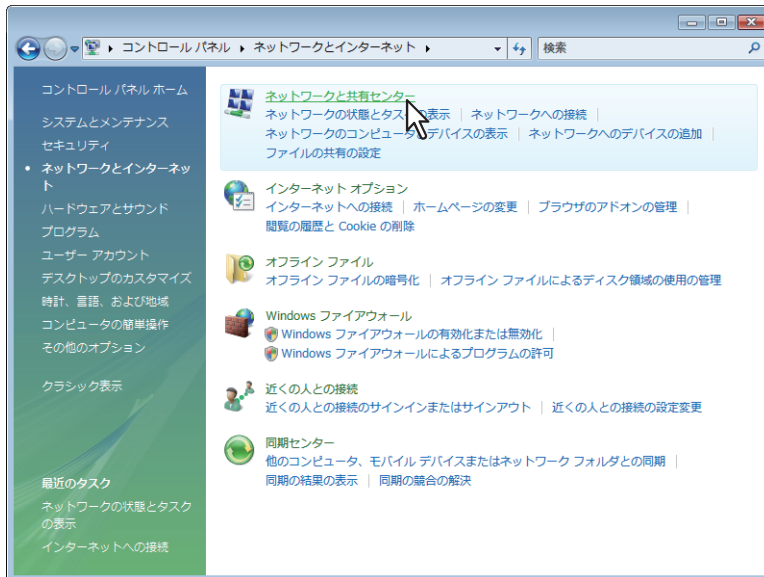 コントロール パネル ▸ ネットワークとインターネット ▸
検索
コントロール パネル ホーム
システムとメンテナンス
セキュリティ
• ネットワークとインターネッ
ト
ハードウェアとサウンド
プログラム
ユーザー アカウント
デスクトップのカスタマイズ
時計、言語、および地域
コンピュータの簡単操作
その他のオプション
クラシック表示
最近のタスク
ネットワークの状態とタスク
の表示
インターネットへの接続
ネットワークと共有センター
ネットワークの状態とタスクの表示 | ネットワークへの接続 |
ネットワークのコンピュータとデバイスの表示 | ネットワークへのデバイスの追加 |
ファイルの共有の設定
インターネット オプション
インターネットへの接続 | ホームページの変更 | ブラウザのアドオンの管理 |
閲覧の履歴と Cookie の削除
オフライン ファイル
オフライン ファイルの暗号化 | オフライン ファイルによるディスク領域の使用の管理
Windows ファイアウォール
Windows ファイアウォールの有効化または無効化 |
Windows ファイアウォールによるプログラムの許可
近くの人との接続
近くの人との接続のサインインまたはサインアウト | 近くの人との接続の設定変更
同期センター
他のコンピュータ、モバイル デバイスまたはネットワーク フォルダとの同期 |
同期の結果の表示 | 同期の競合の解決